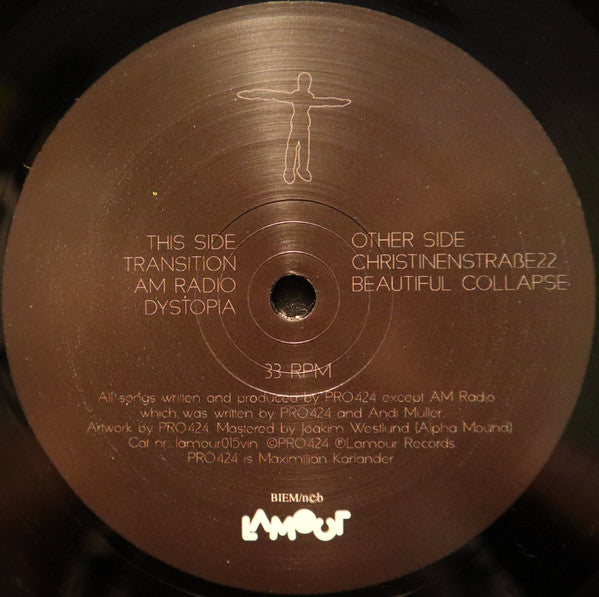 THIS SIDE
TRANSITION
AM RADIO
DYSTOPIA
OTHER SIDE
CHRISTINENSTRAßE22
BEAUTIFUL COLLAPSE
33 RPM
All songs written and produced by PRO424 except AM Radio
which was written by PRO424 and Andi Müller.
Artwork by PRO424 Mastered by Joakim Westlund (Alpha Mound)
Cat nr. lamour015vin ©PRO424 ℗Lamour Records
PRO424 is Maximilian Karlander
BIEM/n©b
LAMOUR